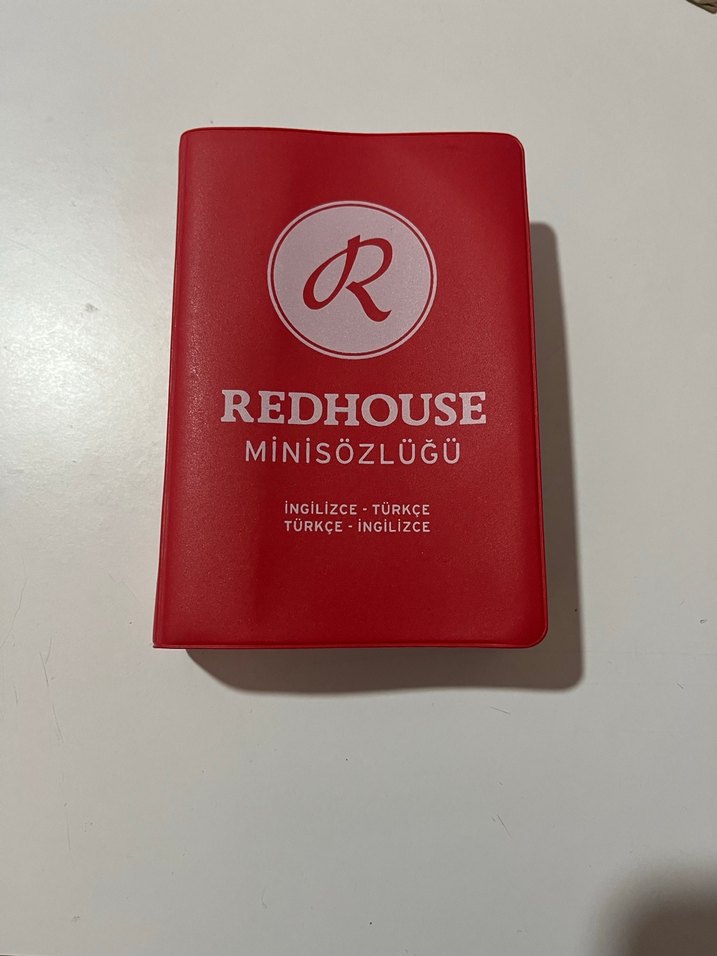 R
REDHOUSE
MİNİSÖZLÜĞÜ
İNGİLİZCE - TÜRKÇE
TÜRKÇE - İNGİLİZCE